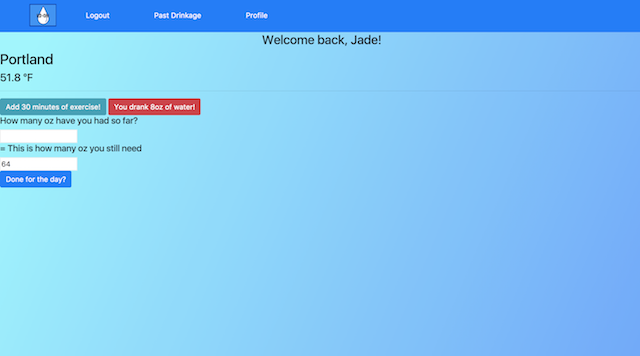 Logout Past Drinkage Profile
Welcome back, Jade!
Portland
51.8 °F
Add 30 minutes of exercise! You drank 8oz of water!
How many oz have you had so far?
= This is how many oz you still need
64
Done for the day?